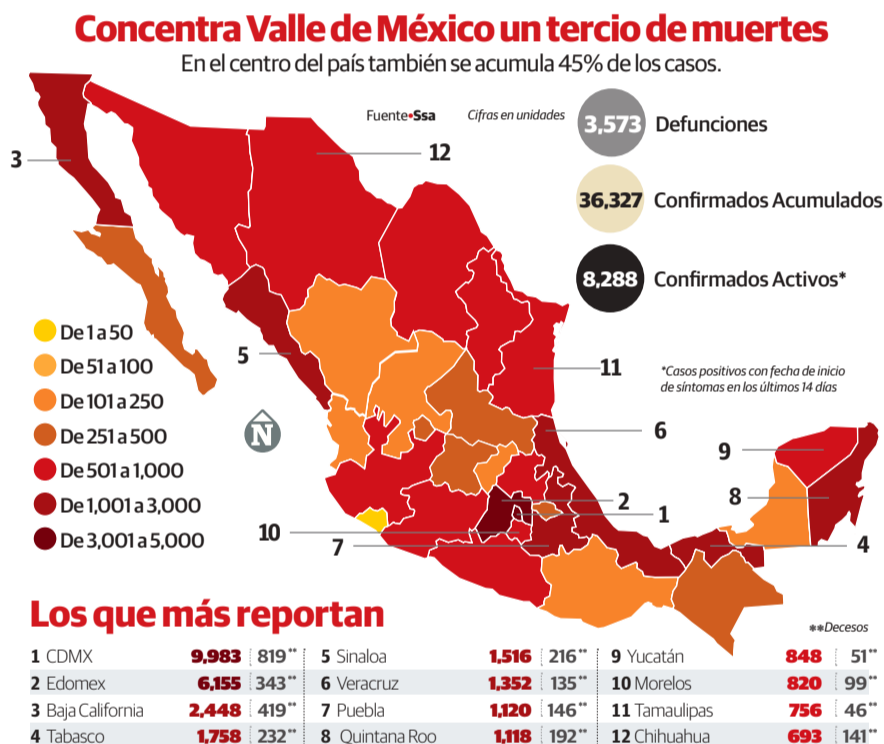 Concentra Valle de México un tercio de muertes
En el centro del país también se acumula 45% de los casos.
Fuente•Ssa
Cifras en unidades
3,573 Defunciones
36,327 Confirmados Acumulados
8,288 Confirmados Activos*
*Casos positivos con fecha de inicio
de síntomas en los últimos 14 días
3
12
5
11
6
9
8
2
1
10
7
4
De 1 a 50
De 51 a 100
De 101 a 250
De 251 a 500
De 501 a 1,000
De 1,001 a 3,000
De 3,001 a 5,000
N
Los que más reportan
**Decesos
1 CDMX 9,983 819**
2 Edomex 6,155 343**
3 Baja California 2,448 419**
4 Tabasco 1,758 232**
5 Sinaloa 1,516 216**
6 Veracruz 1,352 135**
7 Puebla 1,120 146**
8 Quintana Roo 1,118 192**
9 Yucatán 848 51**
10 Morelos 820 99**
11 Tamaulipas 756 46**
12 Chihuahua 693 141**